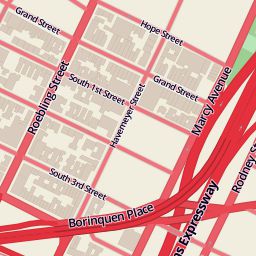 Grand Street
Hope Street
Roebling Street
South 1st Street
Grand Street
Havemeyer Street
Marcy Avenue
South 3rd Street
Borinquen Place
ns Expressway
Rodney S